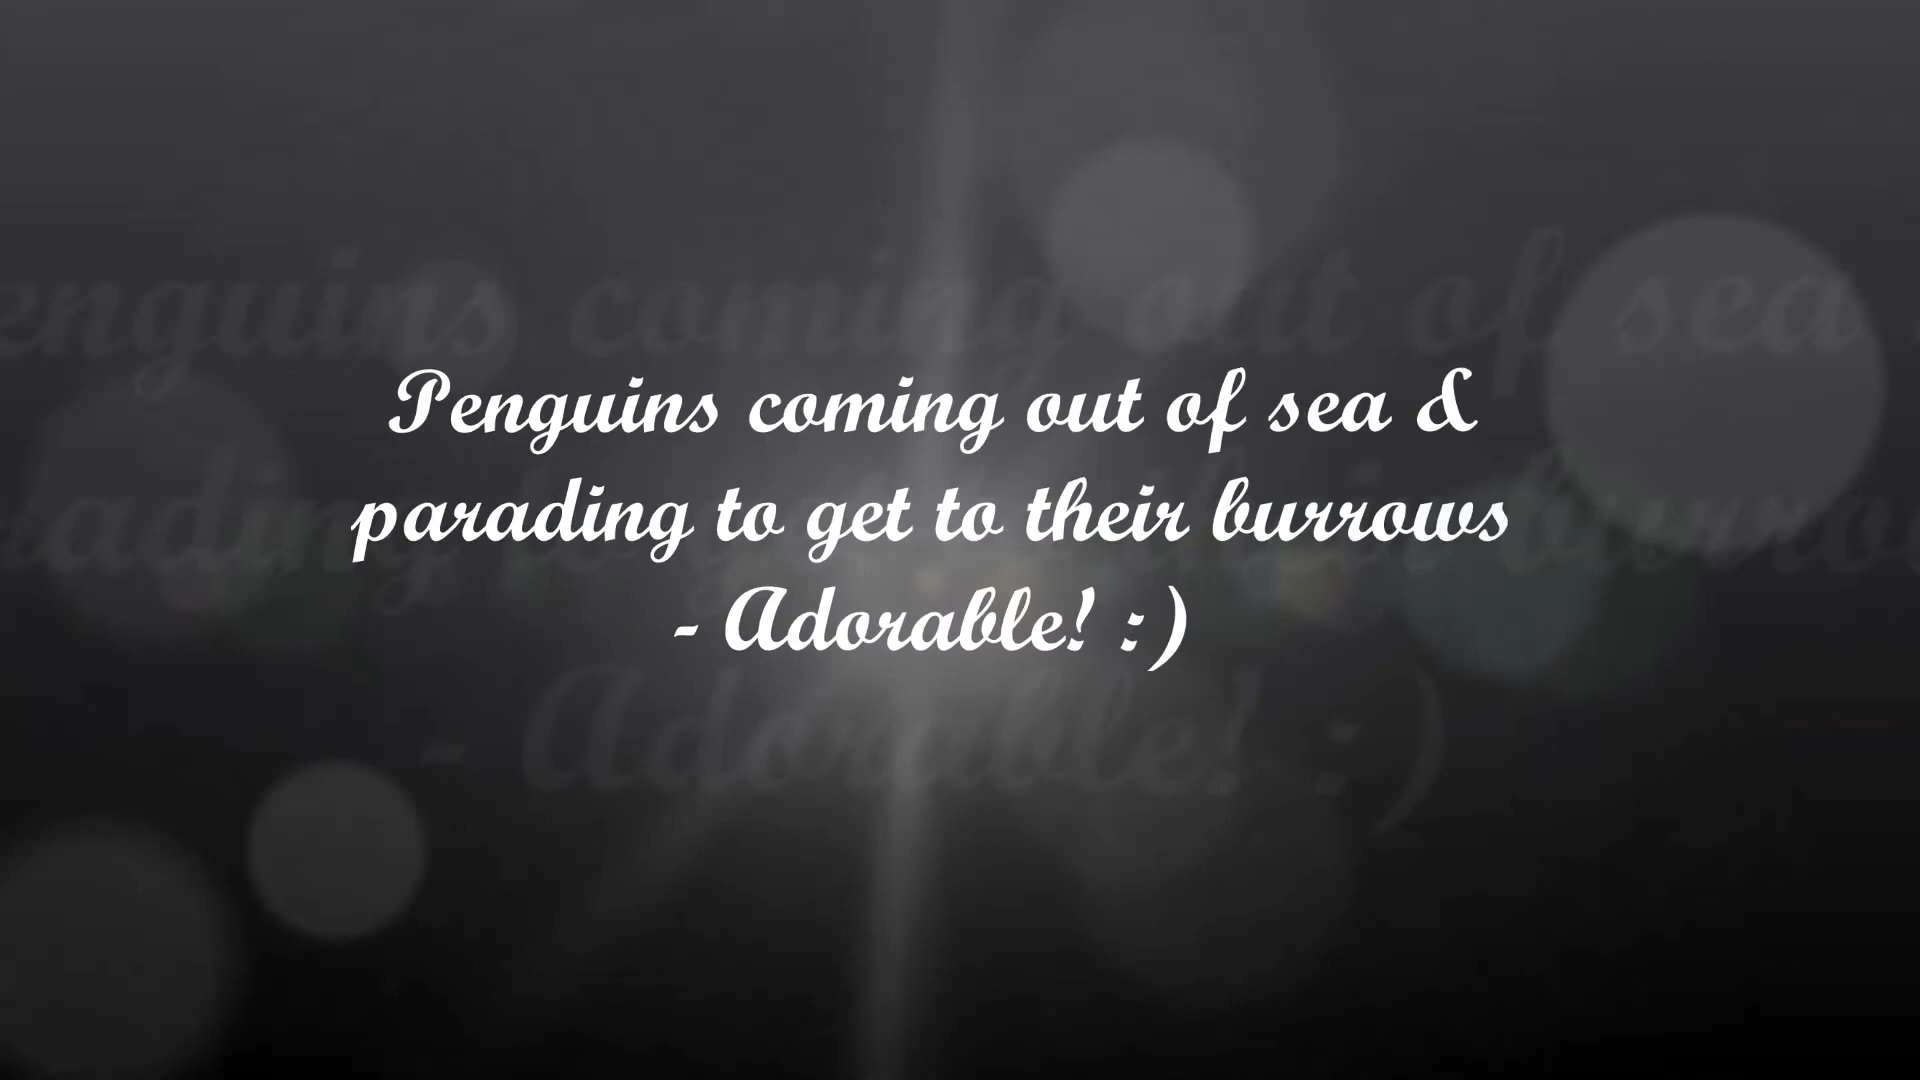 Penguins coming out of sea &
parading to get to their burrows
- Adorable! :)